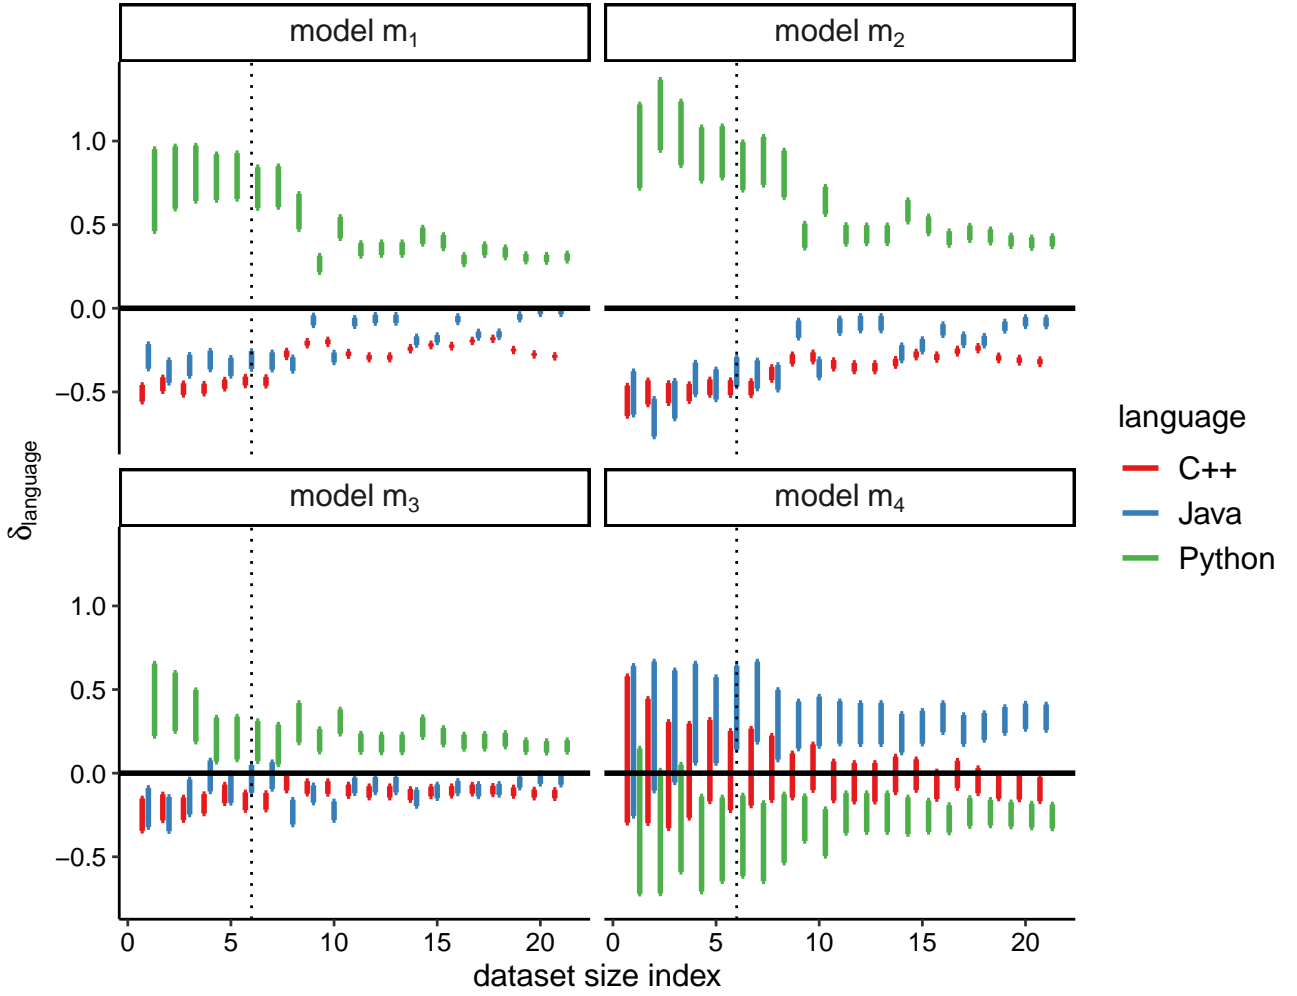 model m₁
model m₂
1.0
0.5
0.0
−0.5
model m₃
model m₄
1.0
0.5
0.0
−0.5
0 5 10 15 20
0 5 10 15 20
dataset size index
δlanguage
language
C++
Java
Python